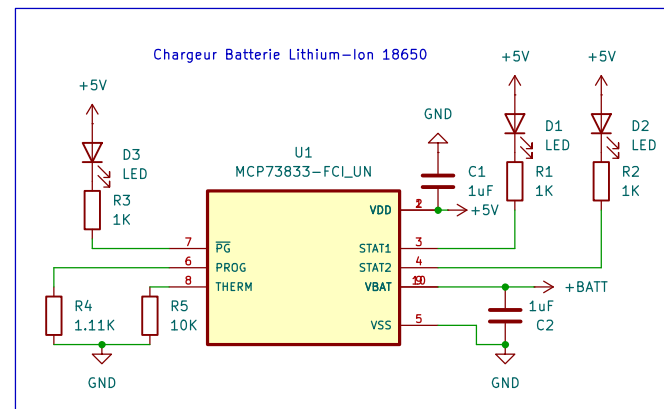 Chargeur Batterie Lithium-Ion 18650
+5V
+5V
+5V
GND
D3
LED
D1
LED
D2
LED
U1
MCP73833-FCI_UN
C1
1uF
R3
1K
R1
1K
R2
1K
VDD
+5V
7
PG
STAT1
3
6
PROG
STAT2
4
8
THERM
VBAT
+BATT
R4
1.11K
R5
10K
VSS
5
1uF
C2
GND
GND